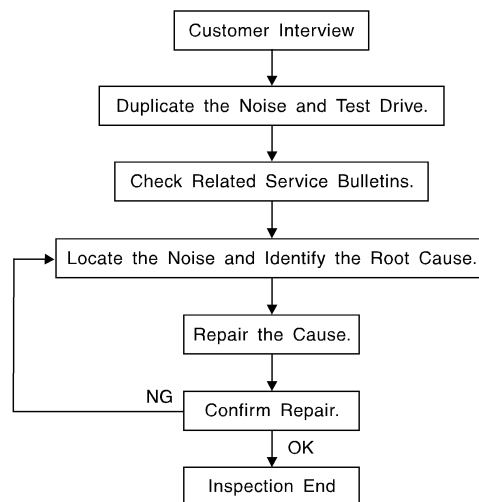 Customer Interview
Duplicate the Noise and Test Drive.
Check Related Service Bulletins.
Locate the Noise and Identify the Root Cause.
Repair the Cause.
NG
Confirm Repair.
OK
Inspection End